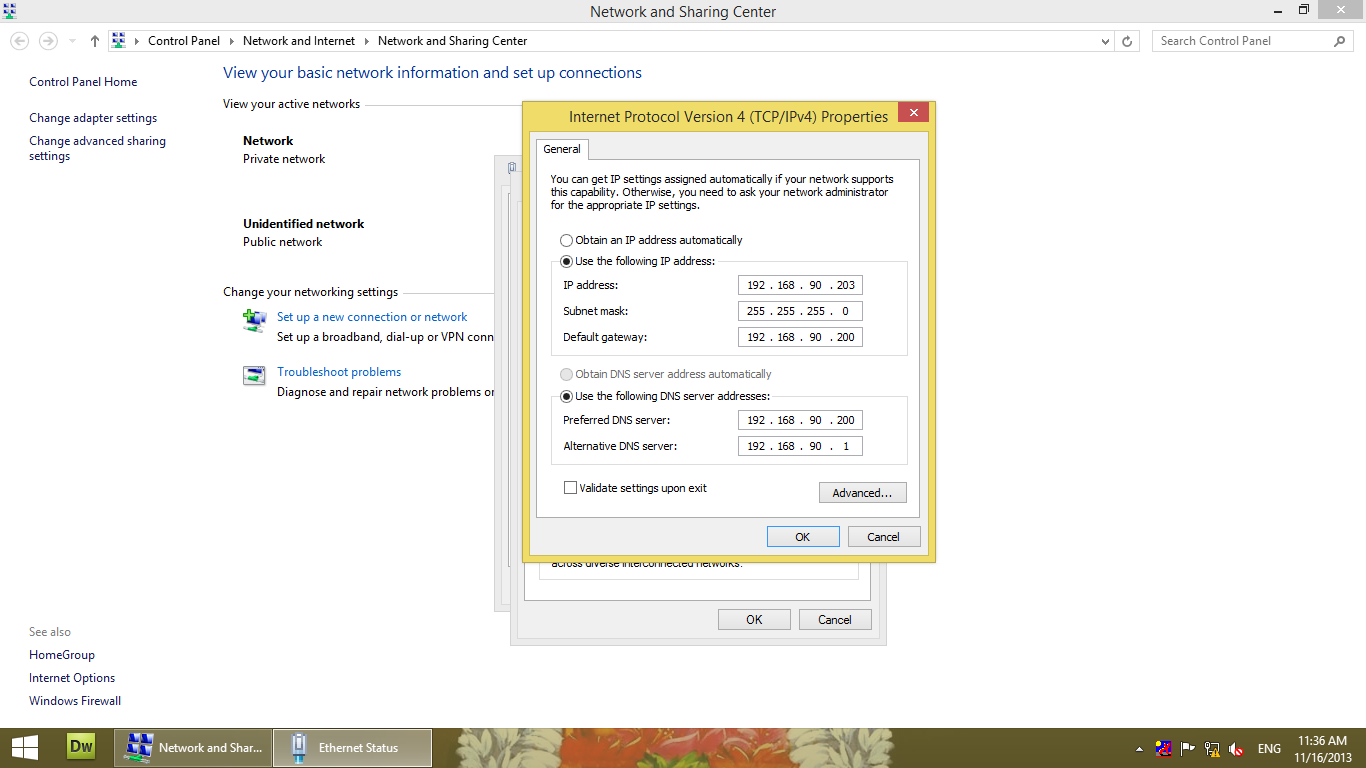 Network and Sharing Center
Control Panel
Network and Internet
Network and Sharing Center
Search Control Panel
Control Panel Home
Change adapter settings
Change advanced sharing
settings
View your basic network information and set up connections
View your active networks
Network
Private network
Unidentified network
Public network
Change your networking settings
Set up a new connection or network
Set up a broadband, dial-up or VPN conn
Troubleshoot problems
Diagnose and repair network problems or
Internet Protocol Version 4 (TCP/IPv4) Properties
General
You can get IP settings assigned automatically if your network supports
this capability. Otherwise, you need to ask your network administrator
for the appropriate IP settings.
Obtain an IP address automatically
Use the following IP address:
IP address: 192 . 168 . 90 . 203
Subnet mask: 255 . 255 . 255 . 0
Default gateway: 192 . 168 . 90 . 200
Obtain DNS server address automatically
Use the following DNS server addresses:
Preferred DNS server: 192 . 168 . 90 . 200
Alternative DNS server: 192 . 168 . 90 . 1
Validate settings upon exit
Advanced...
OK Cancel
across diverse interconnected networks.
OK Cancel
See also
HomeGroup
Internet Options
Windows Firewall
Dw
Network and Shar...
Ethernet Status
ENG
11:36 AM
11/16/2013